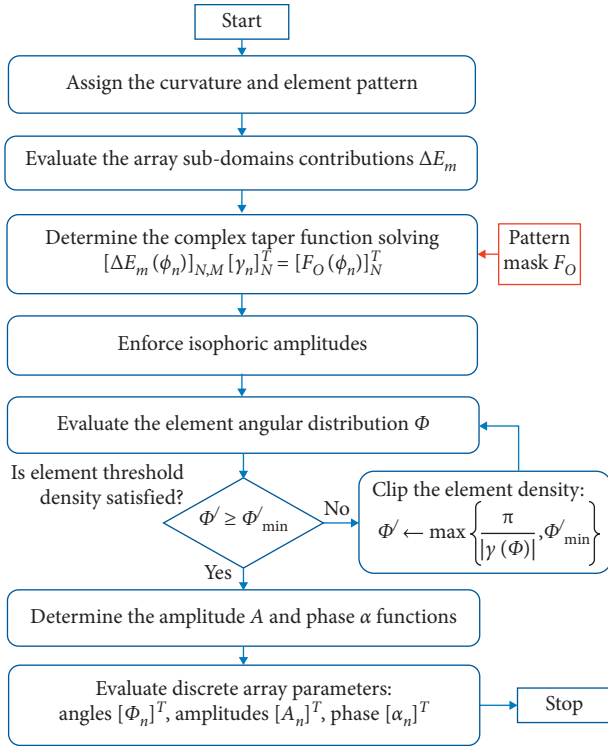 Start
Assign the curvature and element pattern
Evaluate the array sub-domains contributions ΔE_m
Determine the complex taper function solving
[ΔE_m (ϕ_n)]_{N,M} [γ_n]_N^T = [F_O (ϕ_n)]_N^T
Pattern
mask F_O
Enforce isophoric amplitudes
Evaluate the element angular distribution Φ
Is element threshold
density satisfied?
Φ′ ≥ Φ′_min
No
Clip the element density:
Φ′ ← max { π / |γ (Φ)| , Φ′_min }
Yes
Determine the amplitude A and phase α functions
Evaluate discrete array parameters:
angles [Φ_n]^T, amplitudes [A_n]^T, phase [α_n]^T
Stop